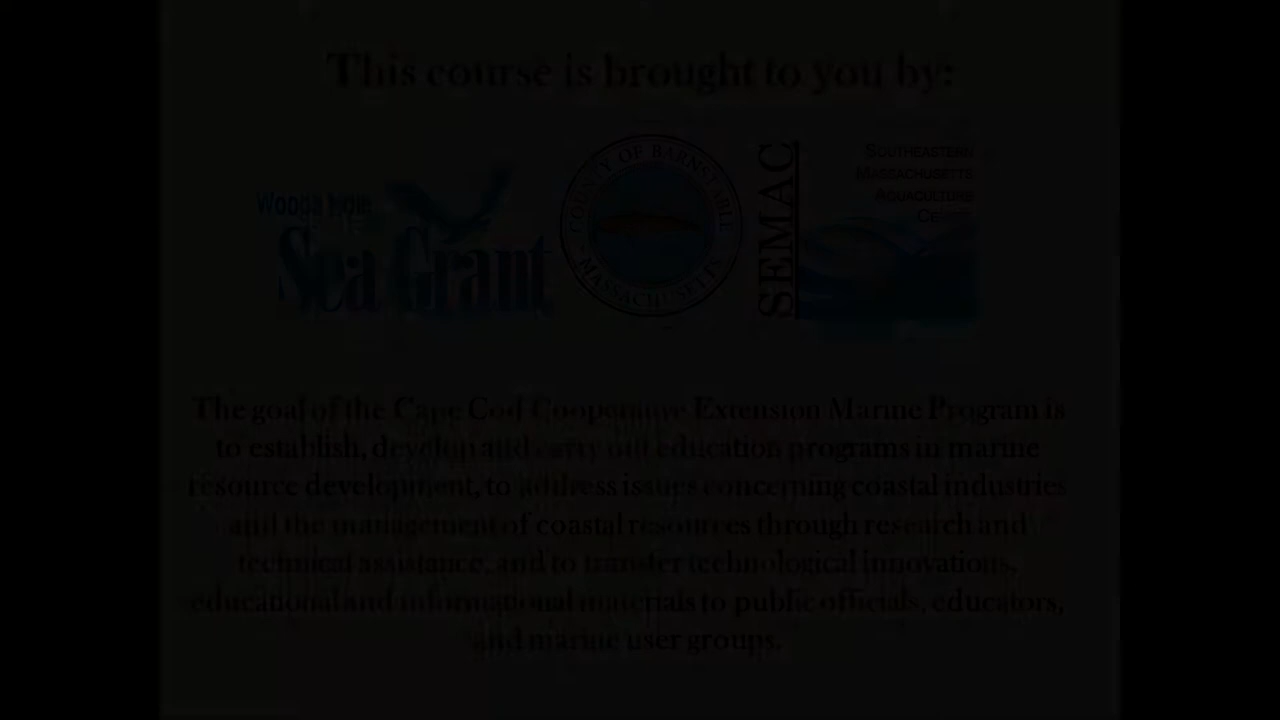 This course is brought to you by:
Woods Hole
Sea Grant
COUNTY OF BARNSTABLE
MASSACHUSETTS
SEMAC
SOUTHEASTERN
MASSACHUSETTS
AQUACULTURE
CENTER
The goal of the Cape Cod Cooperative Extension Marine Program is
to establish, develop and carry out education programs in marine
resource development, to address issues concerning coastal industries
and the management of coastal resources through research and
technical assistance, and to transfer technological innovations,
educational and informational materials to public officials, educators,
and marine user groups.